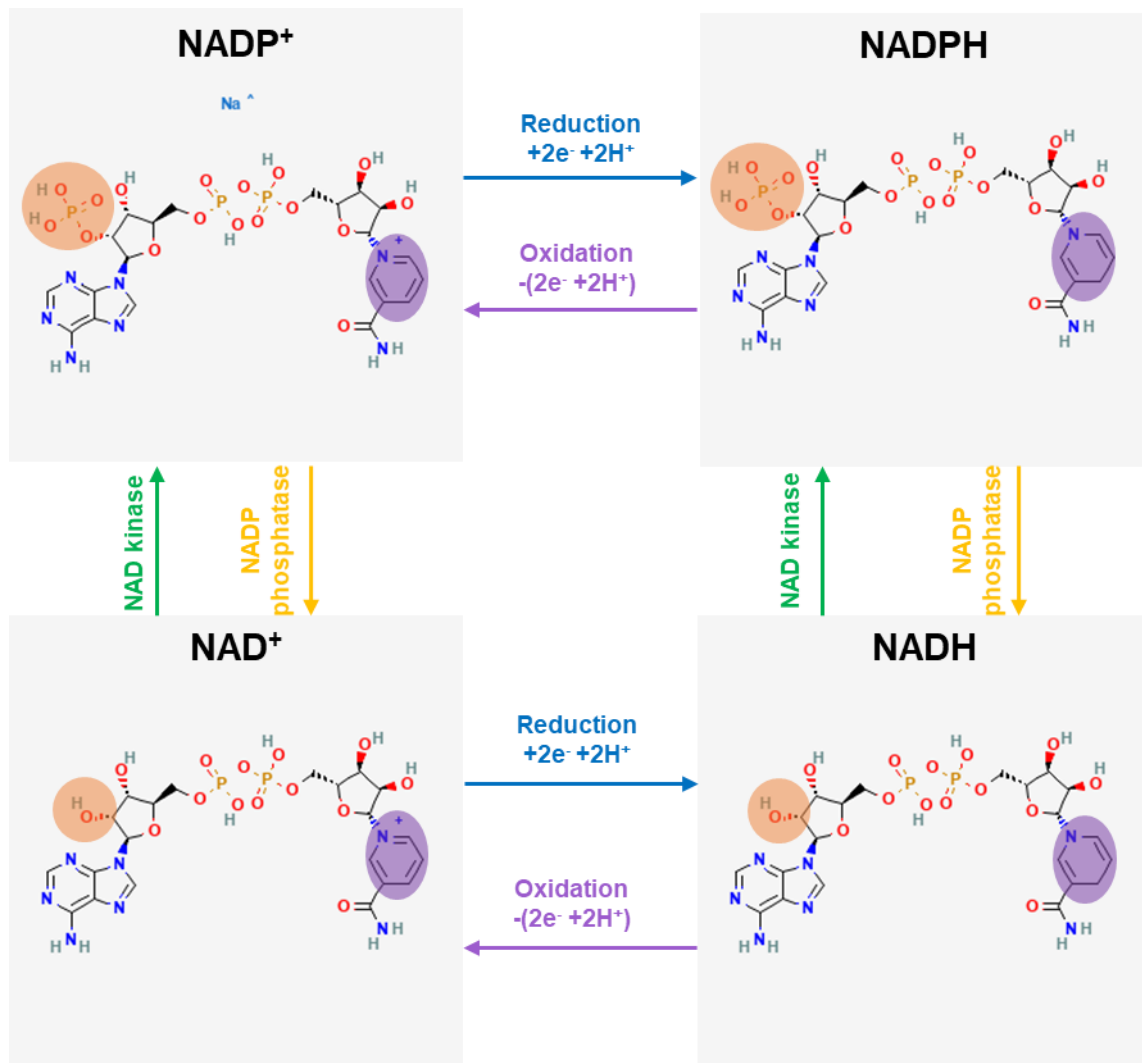 NADP⁺
NADPH
Na ^
Reduction
+2e⁻ +2H⁺
Oxidation
-(2e⁻ +2H⁺)
NAD kinase
NADP
phosphatase
NAD kinase
NADP
phosphatase
NAD⁺
NADH
Reduction
+2e⁻ +2H⁺
Oxidation
-(2e⁻ +2H⁺)